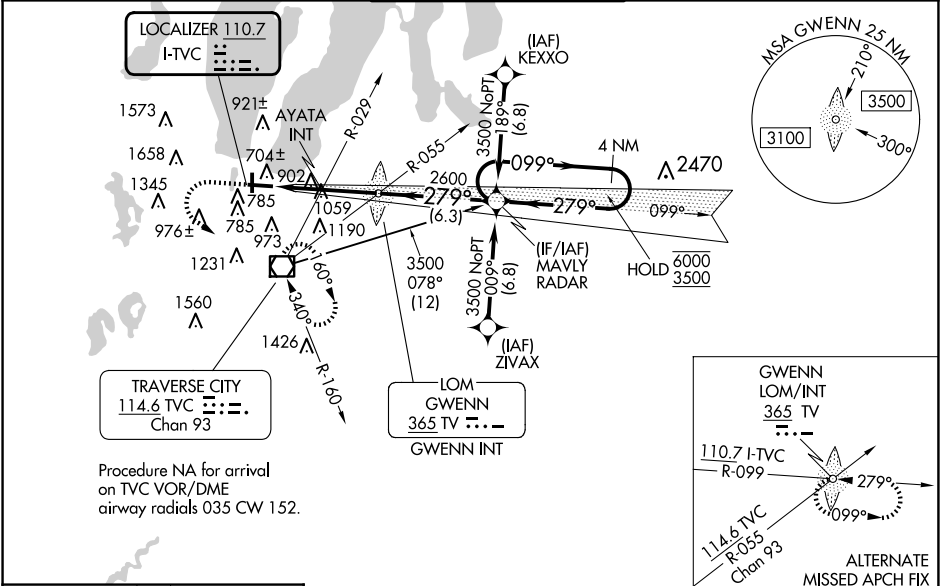 LOCALIZER 110.7
I-TVC
(IAF)
KEXXO
MSA GWENN 25 NM
210°
3500
3100
300°
1573
921±
AYATA
INT
R-029
R-055
3500 NoPT
189°
(6.8)
1658
704±
902
2600
099°
4 NM
2470
1345
785
1059
279°
(6.3)
279°
099°
976±
785
973
1190
1231
160°
3500
078°
(12)
3500 NoPT
009°
(6.8)
(IF/IAF)
MAVLY
RADAR
HOLD 6000
3500
1560
340°
1426
R-160
(IAF)
ZIVAX
TRAVERSE CITY
114.6 TVC
Chan 93
LOM
GWENN
365 TV
GWENN INT
GWENN
LOM/INT
365 TV
110.7 I-TVC
R-099
279°
099°
114.6 TVC
R-055
Chan 93
ALTERNATE
MISSED APCH FIX
Procedure NA for arrival
on TVC VOR/DME
airway radials 035 CW 152.